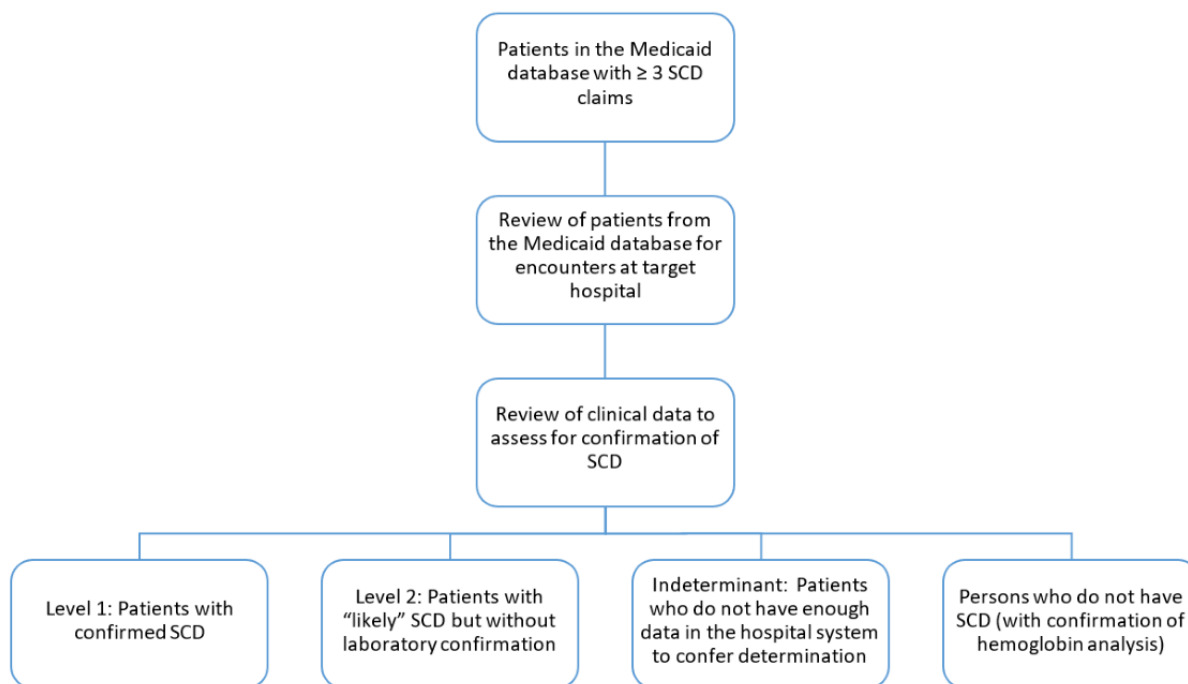 Patients in the Medicaid
database with ≥ 3 SCD
claims
Review of patients from
the Medicaid database for
encounters at target
hospital
Review of clinical data to
assess for confirmation of
SCD
Level 1: Patients with
confirmed SCD
Level 2: Patients with
“likely” SCD but without
laboratory confirmation
Indeterminant: Patients
who do not have enough
data in the hospital system
to confer determination
Persons who do not have
SCD (with confirmation of
hemoglobin analysis)